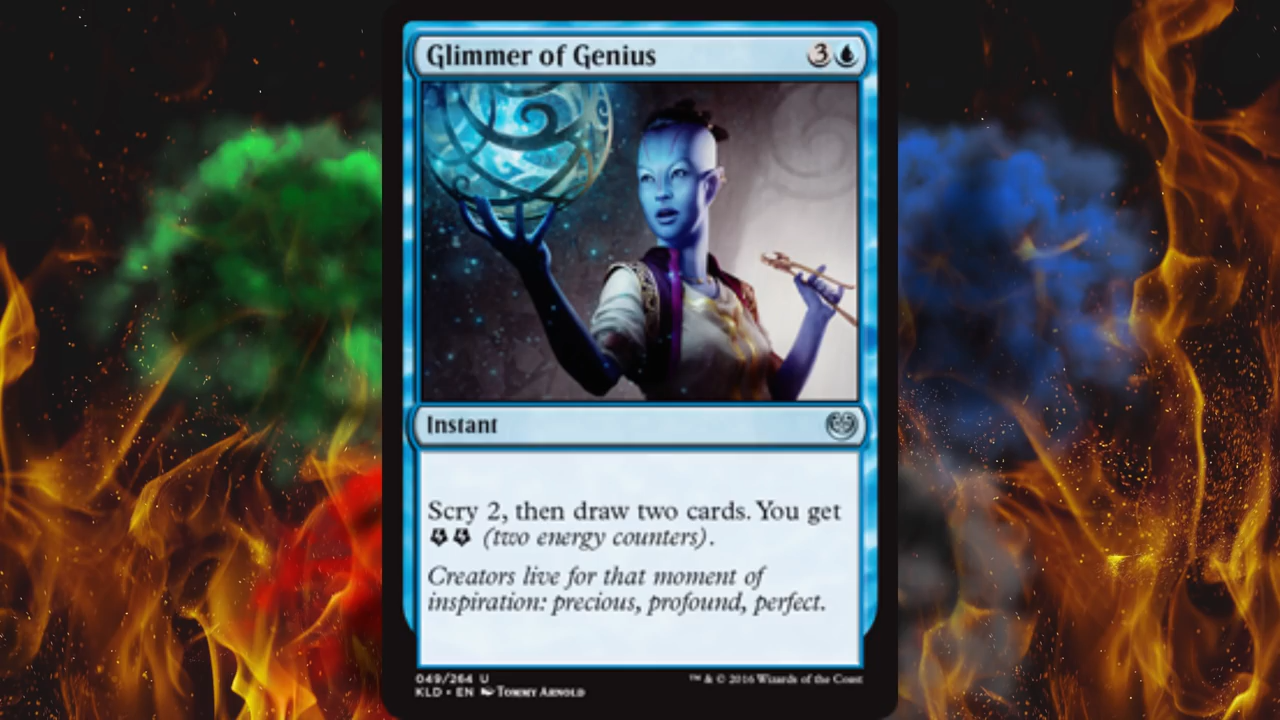 Glimmer of Genius 3
Instant
Scry 2, then draw two cards. You get
(two energy counters).
Creators live for that moment of
inspiration: precious, profound, perfect.
049/264 U
KLD • EN Tommy Arnold
™ & © 2016 Wizards of the Coast